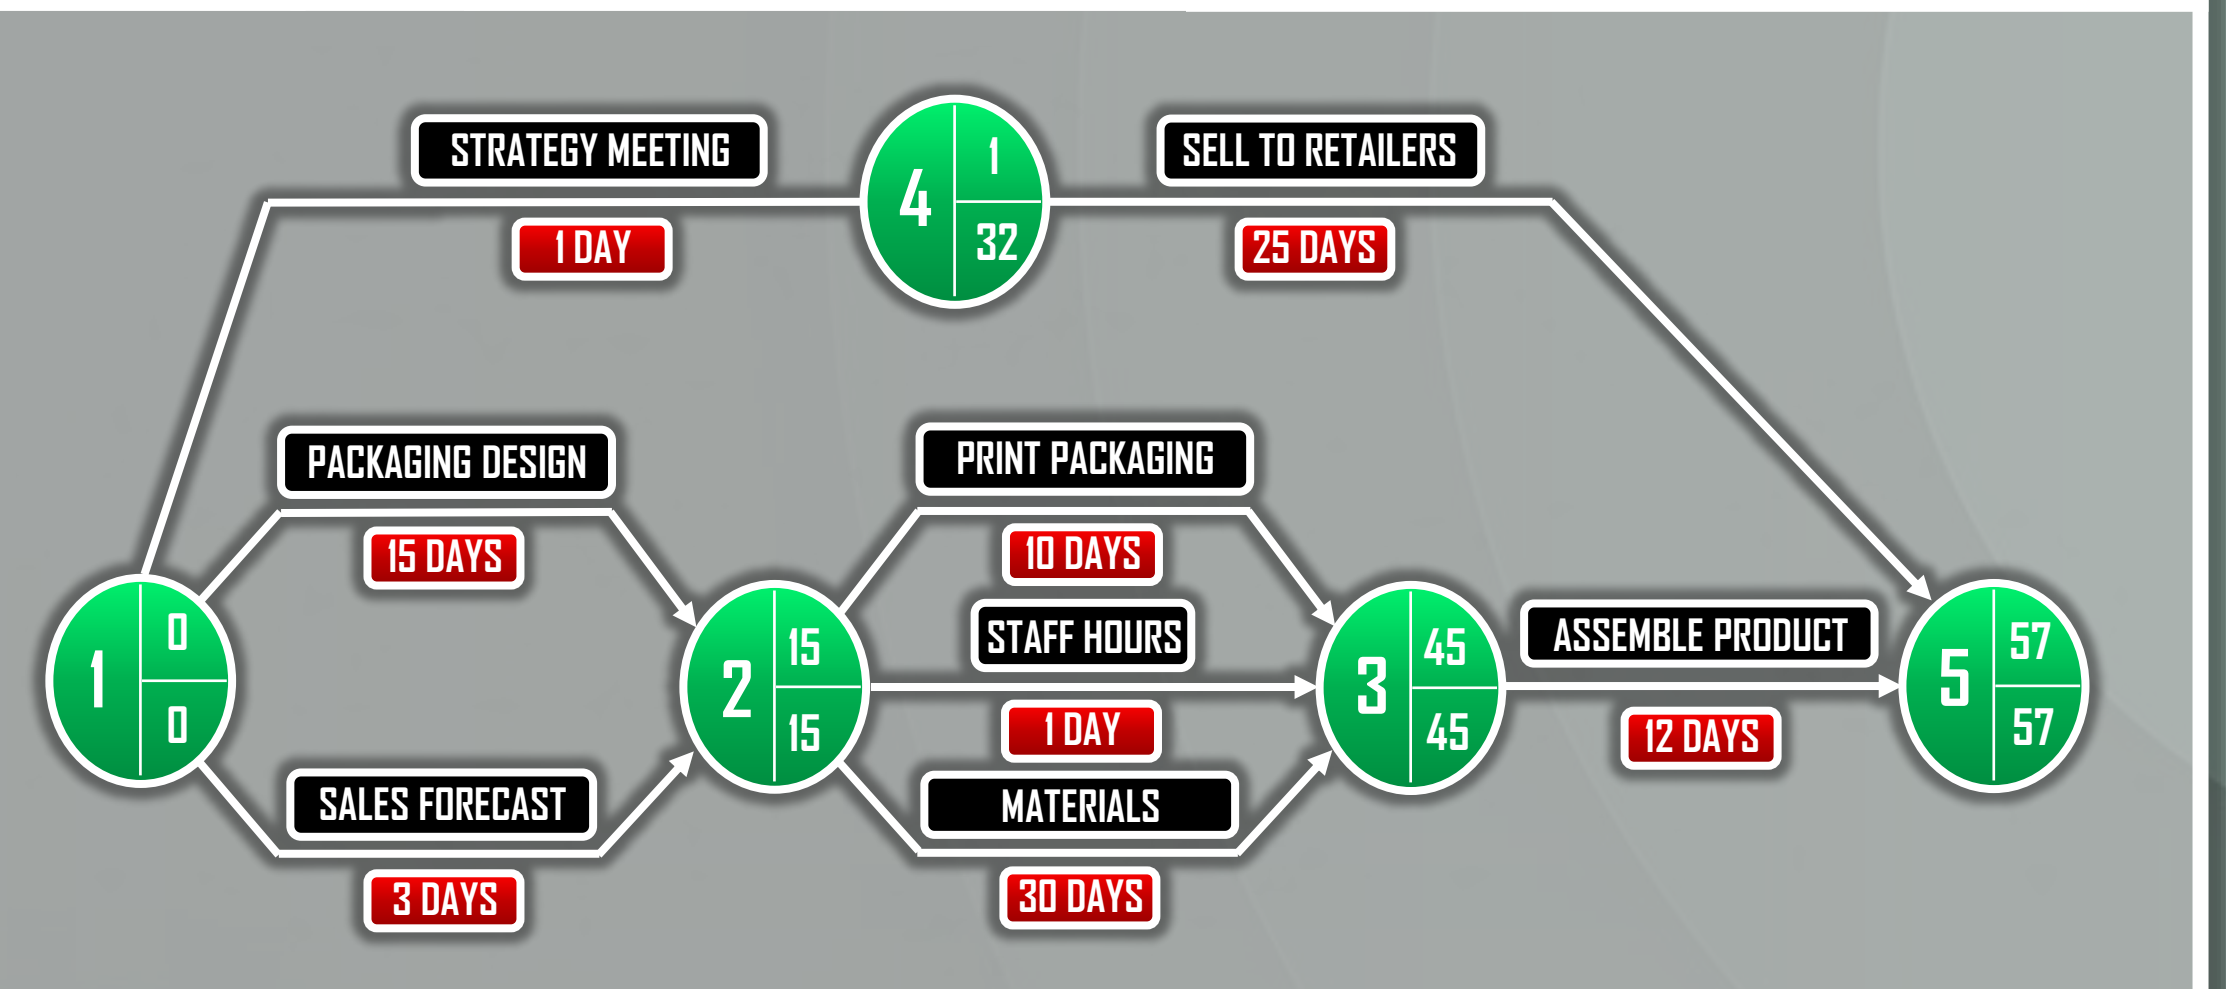 STRATEGY MEETING
1 DAY
4
1
32
SELL TO RETAILERS
25 DAYS
PACKAGING DESIGN
15 DAYS
PRINT PACKAGING
10 DAYS
1
0
0
2
15
15
STAFF HOURS
1 DAY
3
45
45
ASSEMBLE PRODUCT
12 DAYS
5
57
57
SALES FORECAST
3 DAYS
MATERIALS
30 DAYS